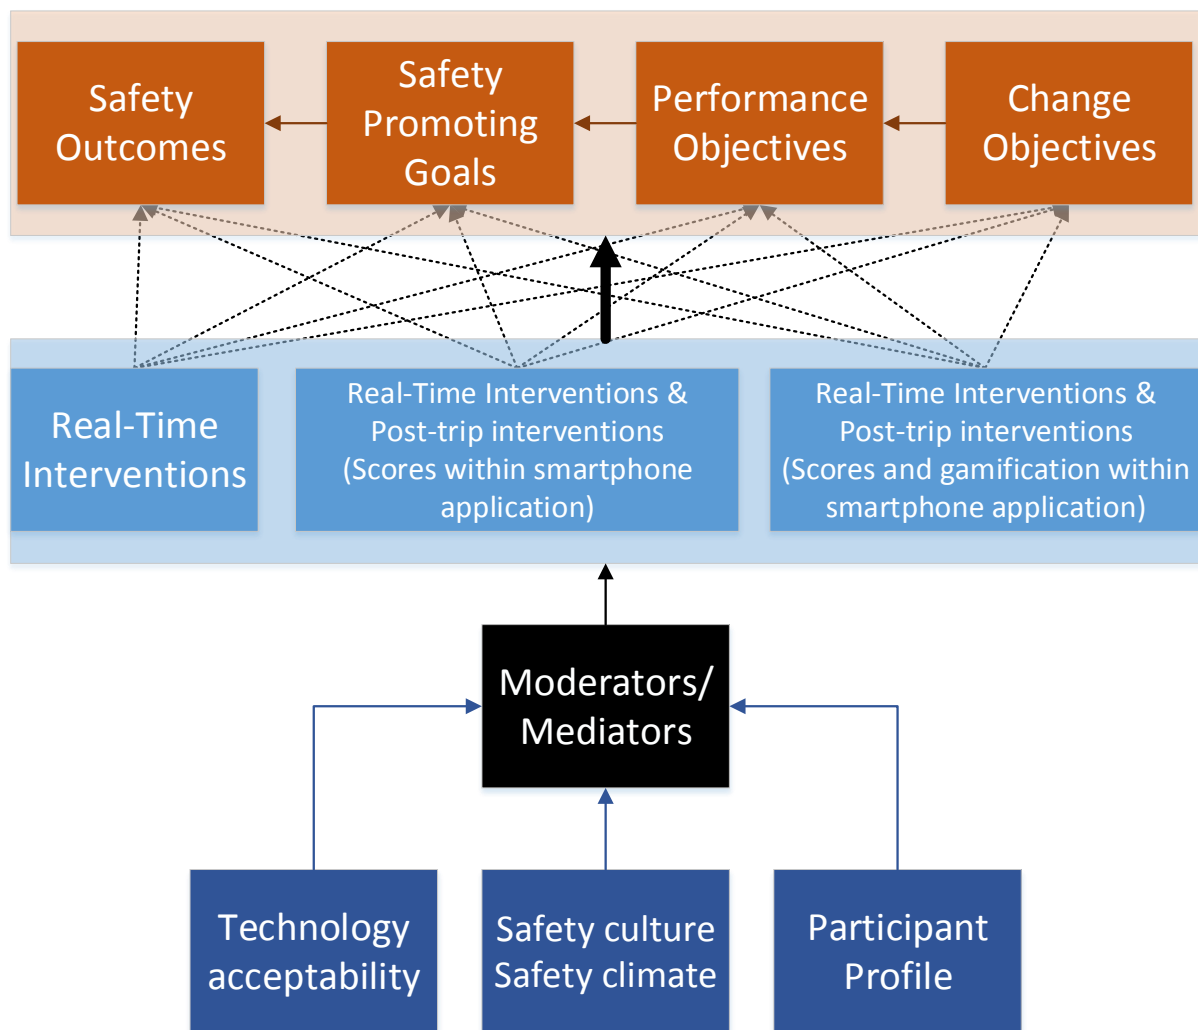 Safety
Outcomes
Safety
Promoting
Goals
Performance
Objectives
Change
Objectives
Real-Time
Interventions
Real-Time Interventions &
Post-trip interventions
(Scores within smartphone
application)
Real-Time Interventions &
Post-trip interventions
(Scores and gamification within
smartphone application)
Moderators/
Mediators
Technology
acceptability
Safety culture
Safety climate
Participant
Profile